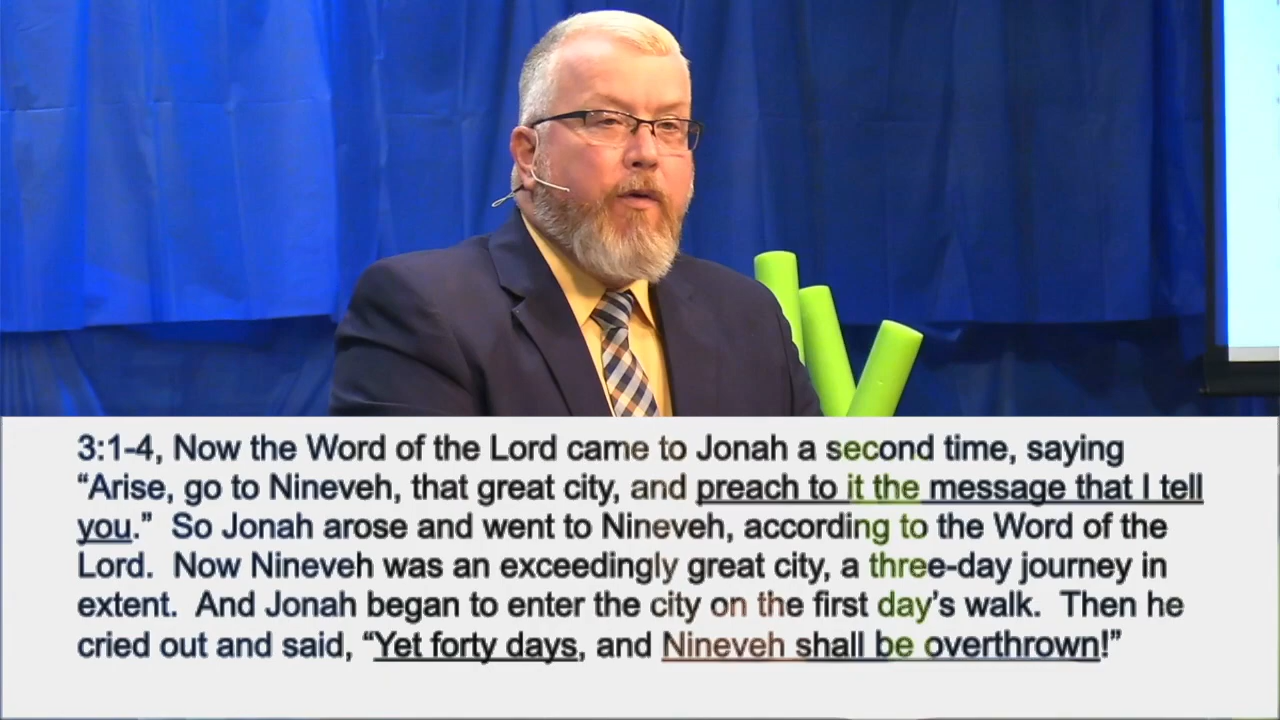 3:1-4, Now the Word of the Lord came to Jonah a second time, saying
“Arise, go to Nineveh, that great city, and preach to it the message that I tell
you.”  So Jonah arose and went to Nineveh, according to the Word of the
Lord.  Now Nineveh was an exceedingly great city, a three-day journey in
extent.  And Jonah began to enter the city on the first day’s walk.  Then he
cried out and said, “Yet forty days, and Nineveh shall be overthrown!”